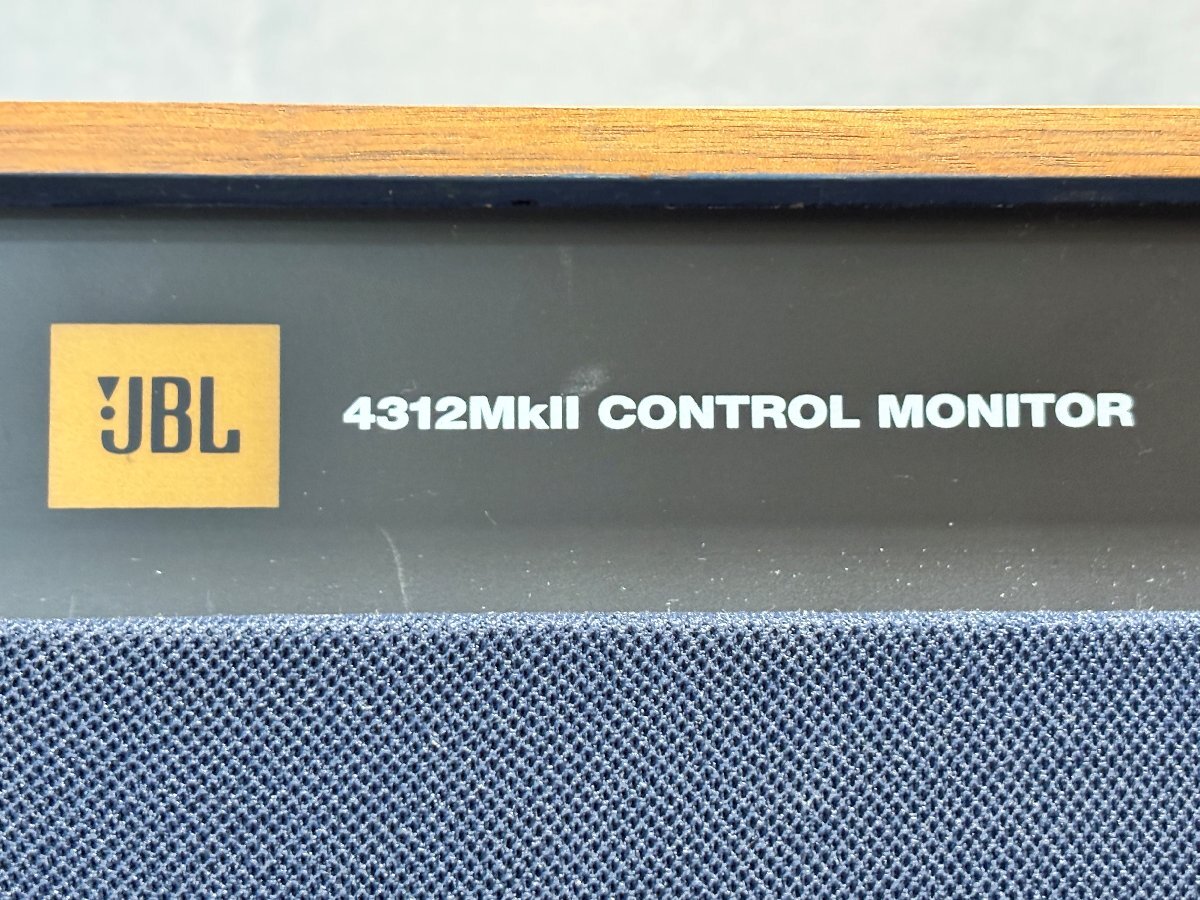 JBL
4312MkII CONTROL MONITOR